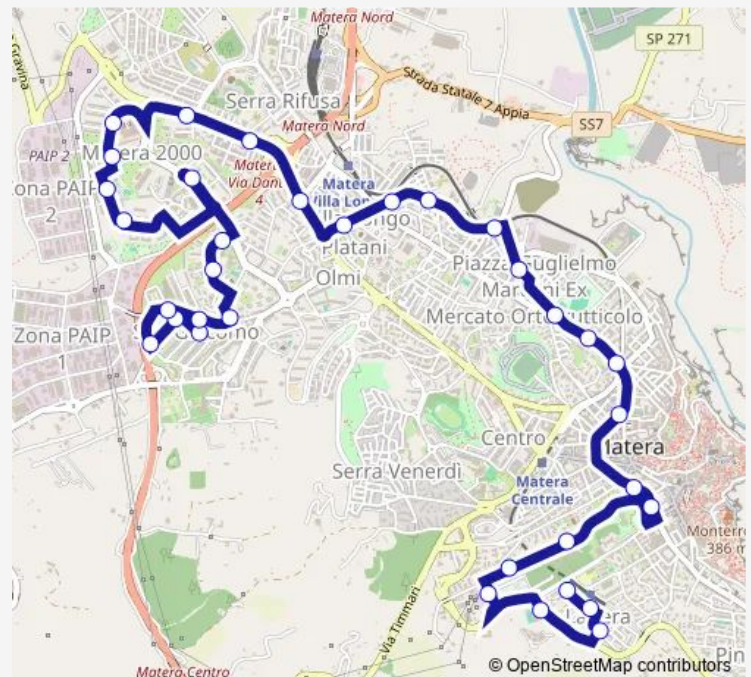 Matera Nord
SP 271
Gravina
Strada Statale 7 Appia
Serra Rifusa
SS7
Matera Nord
PAIP 2
Matera 2000
Matera
Via Dante
4
Matera
Villa Longo
Zona PAIP
2
Platani
Piazza Guglielmo
Marconi Ex
Olmi
Mercato Ortofrutticolo
Zona PAIP
1
Giacomo
Centro
Matera
Serra Venerdì
Matera
Centrale
386 m
Via Timmari
Matera Centro
© OpenStreetMap contributors